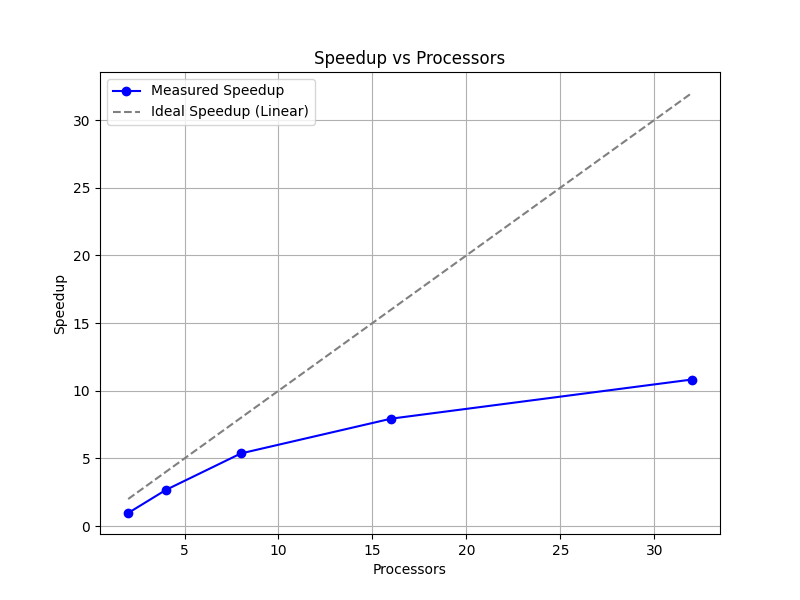 Speedup vs Processors
Measured Speedup
Ideal Speedup (Linear)
Speedup
30
25
20
15
10
5
0
5 10 15 20 25 30
Processors